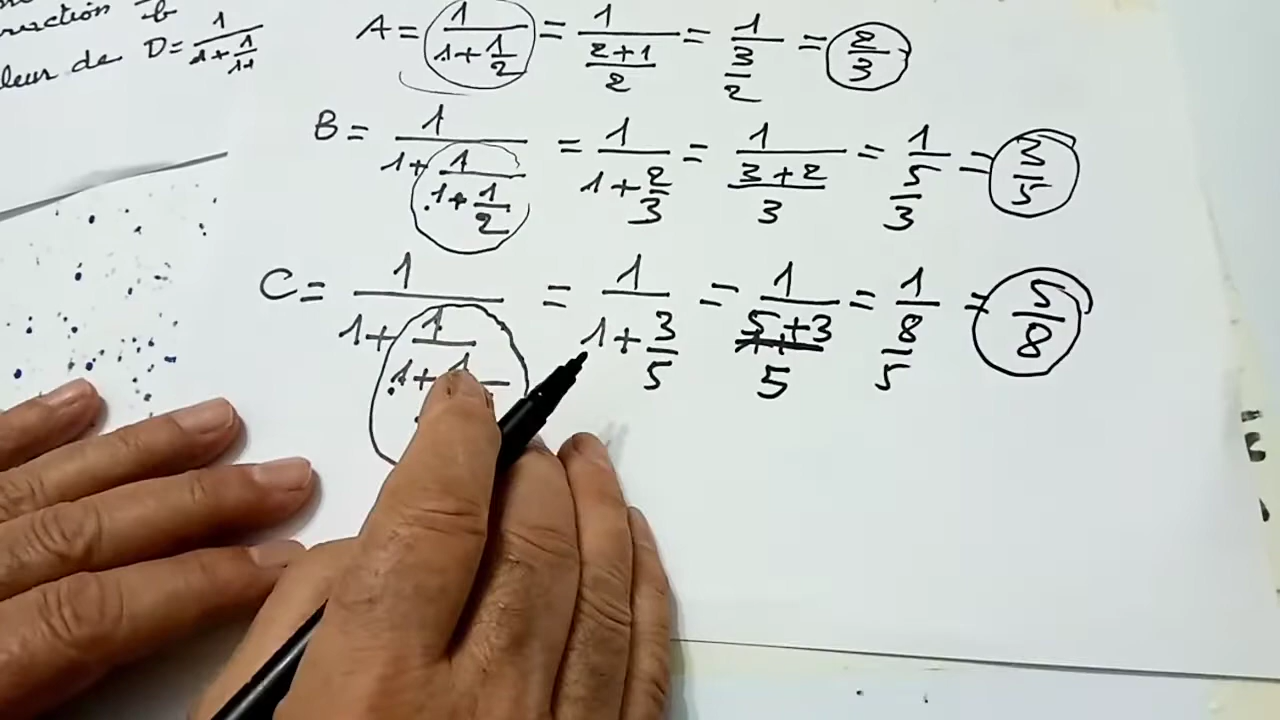 leur de D = 1/(1+1/(1+
A = 1/(1+1/2) = 1/((2+1)/2) = 1/(3/2) = 2/3
B = 1/(1+1/(1+1/2)) = 1/(1+2/3) = 1/((3+2)/3) = 1/(5/3) = 3/5
C = 1/(1+1/(1+1 = 1/(1+3/5) = 1/((5+3)/5) = 1/(8/5) = 5/8